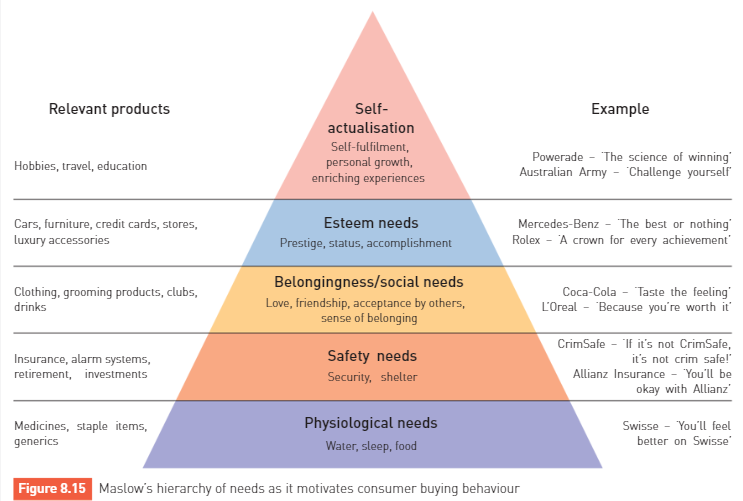 Relevant products
Self-
actualisation
Example
Self-fulfilment,
personal growth,
enriching experiences
Hobbies, travel, education
Powerade – ‘The science of winning’
Australian Army – ‘Challenge yourself’
Esteem needs
Prestige, status, accomplishment
Cars, furniture, credit cards, stores,
luxury accessories
Mercedes-Benz – ‘The best or nothing’
Rolex – ‘A crown for every achievement’
Belongingness/social needs
Love, friendship, acceptance by others,
sense of belonging
Clothing, grooming products, clubs,
drinks
Coca-Cola – ‘Taste the feeling’
L’Oreal – ‘Because you’re worth it’
Safety needs
Security, shelter
Insurance, alarm systems,
retirement, investments
CrimSafe – ‘If it’s not CrimSafe,
it’s not crim safe!’
Allianz Insurance – ‘You’ll be
okay with Allianz’
Physiological needs
Water, sleep, food
Medicines, staple items,
generics
Swisse – ‘You’ll feel
better on Swisse’
Figure 8.15 Maslow’s hierarchy of needs as it motivates consumer buying behaviour